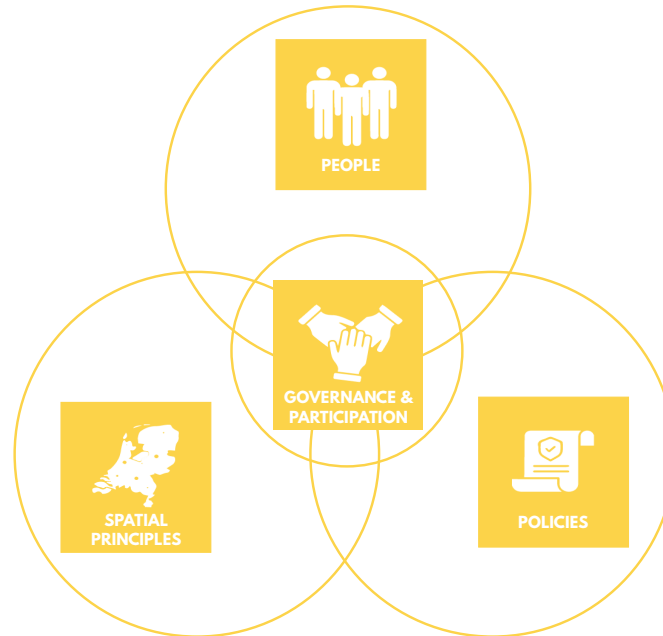 PEOPLE
GOVERNANCE &
PARTICIPATION
SPATIAL
PRINCIPLES
POLICIES